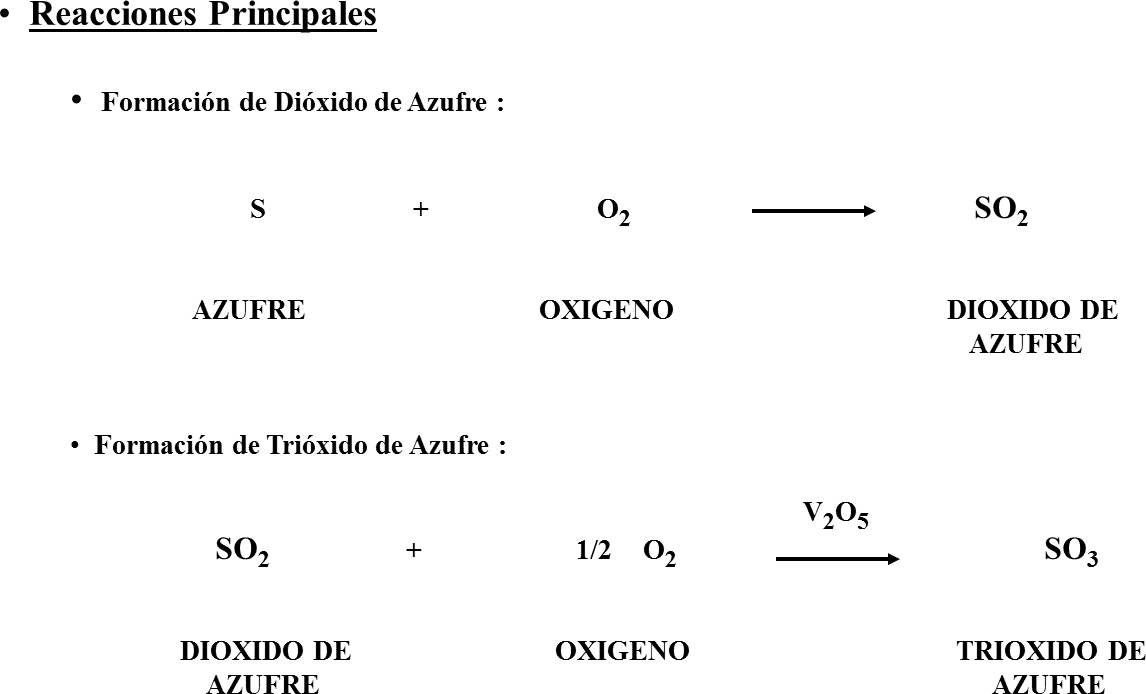 • Reacciones Principales
• Formación de Dióxido de Azufre :
S + O₂ ⟶ SO₂
AZUFRE OXIGENO DIOXIDO DE
AZUFRE
• Formación de Trióxido de Azufre :
V₂O₅
SO₂ + 1/2 O₂ ⟶ SO₃
DIOXIDO DE OXIGENO TRIOXIDO DE
AZUFRE AZUFRE